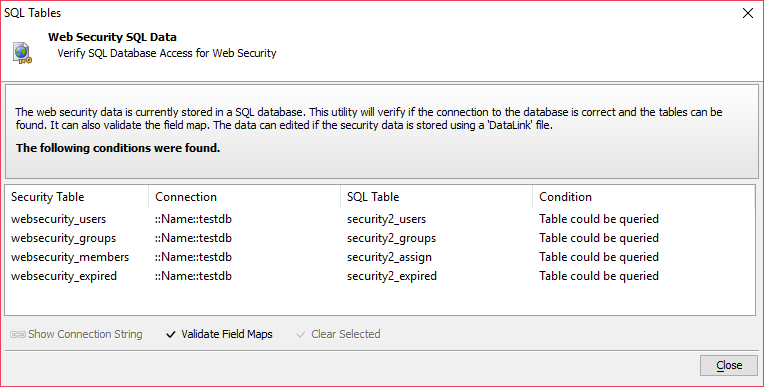 SQL Tables
Web Security SQL Data
Verify SQL Database Access for Web Security
The web security data is currently stored in a SQL database. This utility will verify if the connection to the database is correct and the tables can be
found. It can also validate the field map. The data can edited if the security data is stored using a 'DataLink' file.
The following conditions were found.
Security Table Connection SQL Table Condition
websecurity_users ::Name::testdb security2_users Table could be queried
websecurity_groups ::Name::testdb security2_groups Table could be queried
websecurity_members ::Name::testdb security2_assign Table could be queried
websecurity_expired ::Name::testdb security2_expired Table could be queried
Show Connection String Validate Field Maps Clear Selected
Close